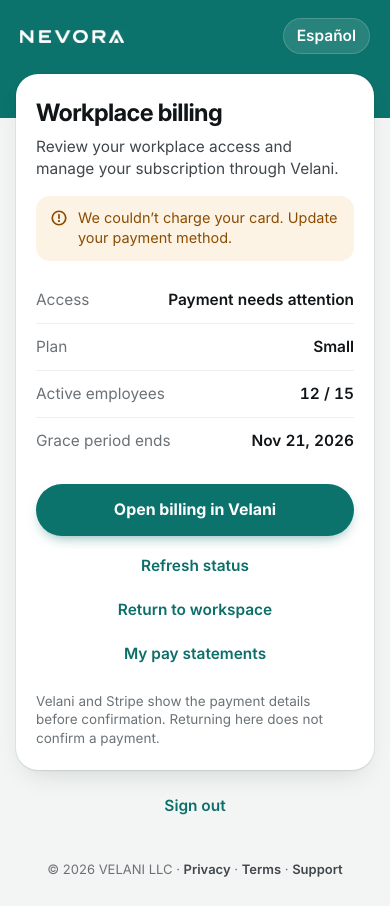 NEVORA
Español
Workplace billing
Review your workplace access and
manage your subscription through Velani.
We couldn’t charge your card. Update
your payment method.
Access Payment needs attention
Plan Small
Active employees 12 / 15
Grace period ends Nov 21, 2026
Open billing in Velani
Refresh status
Return to workspace
My pay statements
Velani and Stripe show the payment details
before confirmation. Returning here does not
confirm a payment.
Sign out
© 2026 VELANI LLC · Privacy · Terms · Support